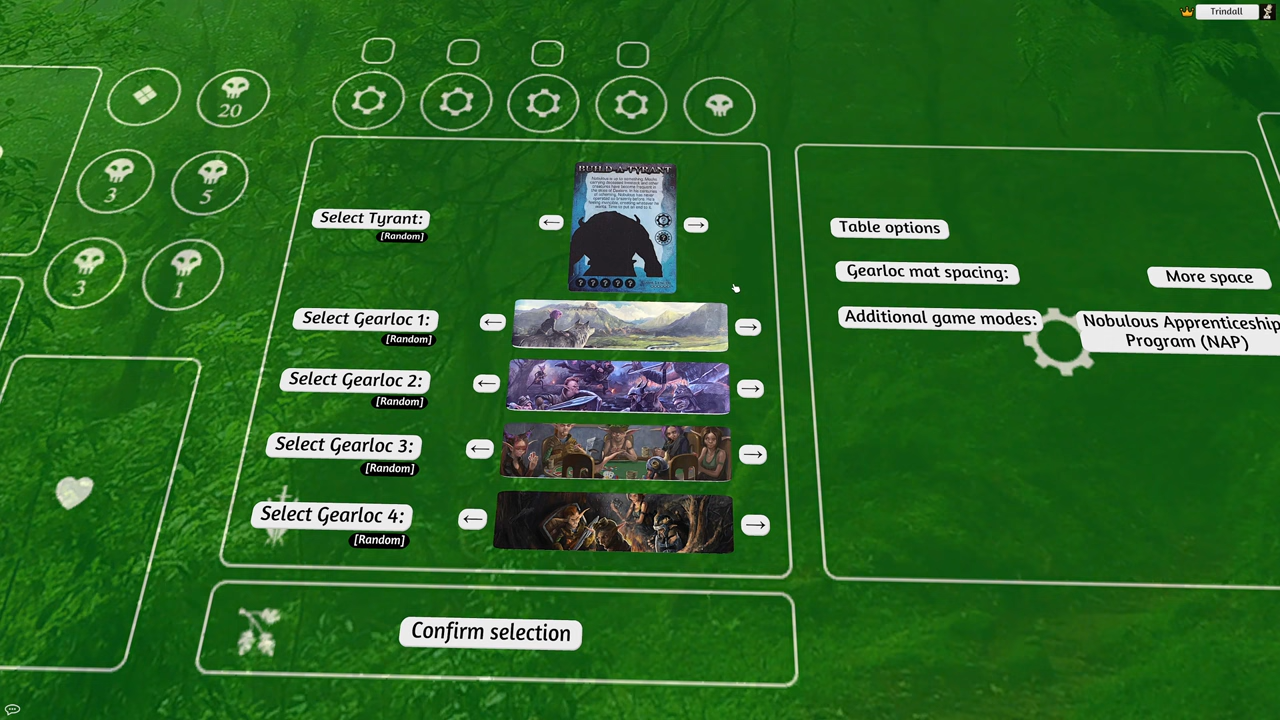 Trindall
20
3
5
3
1
BUILD-A-TYRANT
Select Tyrant:
[Random]
Select Gearloc 1:
[Random]
Select Gearloc 2:
[Random]
Select Gearloc 3:
[Random]
Select Gearloc 4:
[Random]
Confirm selection
Table options
Gearloc mat spacing:
More space
Additional game modes:
Nobulous Apprenticeship
Program (NAP)